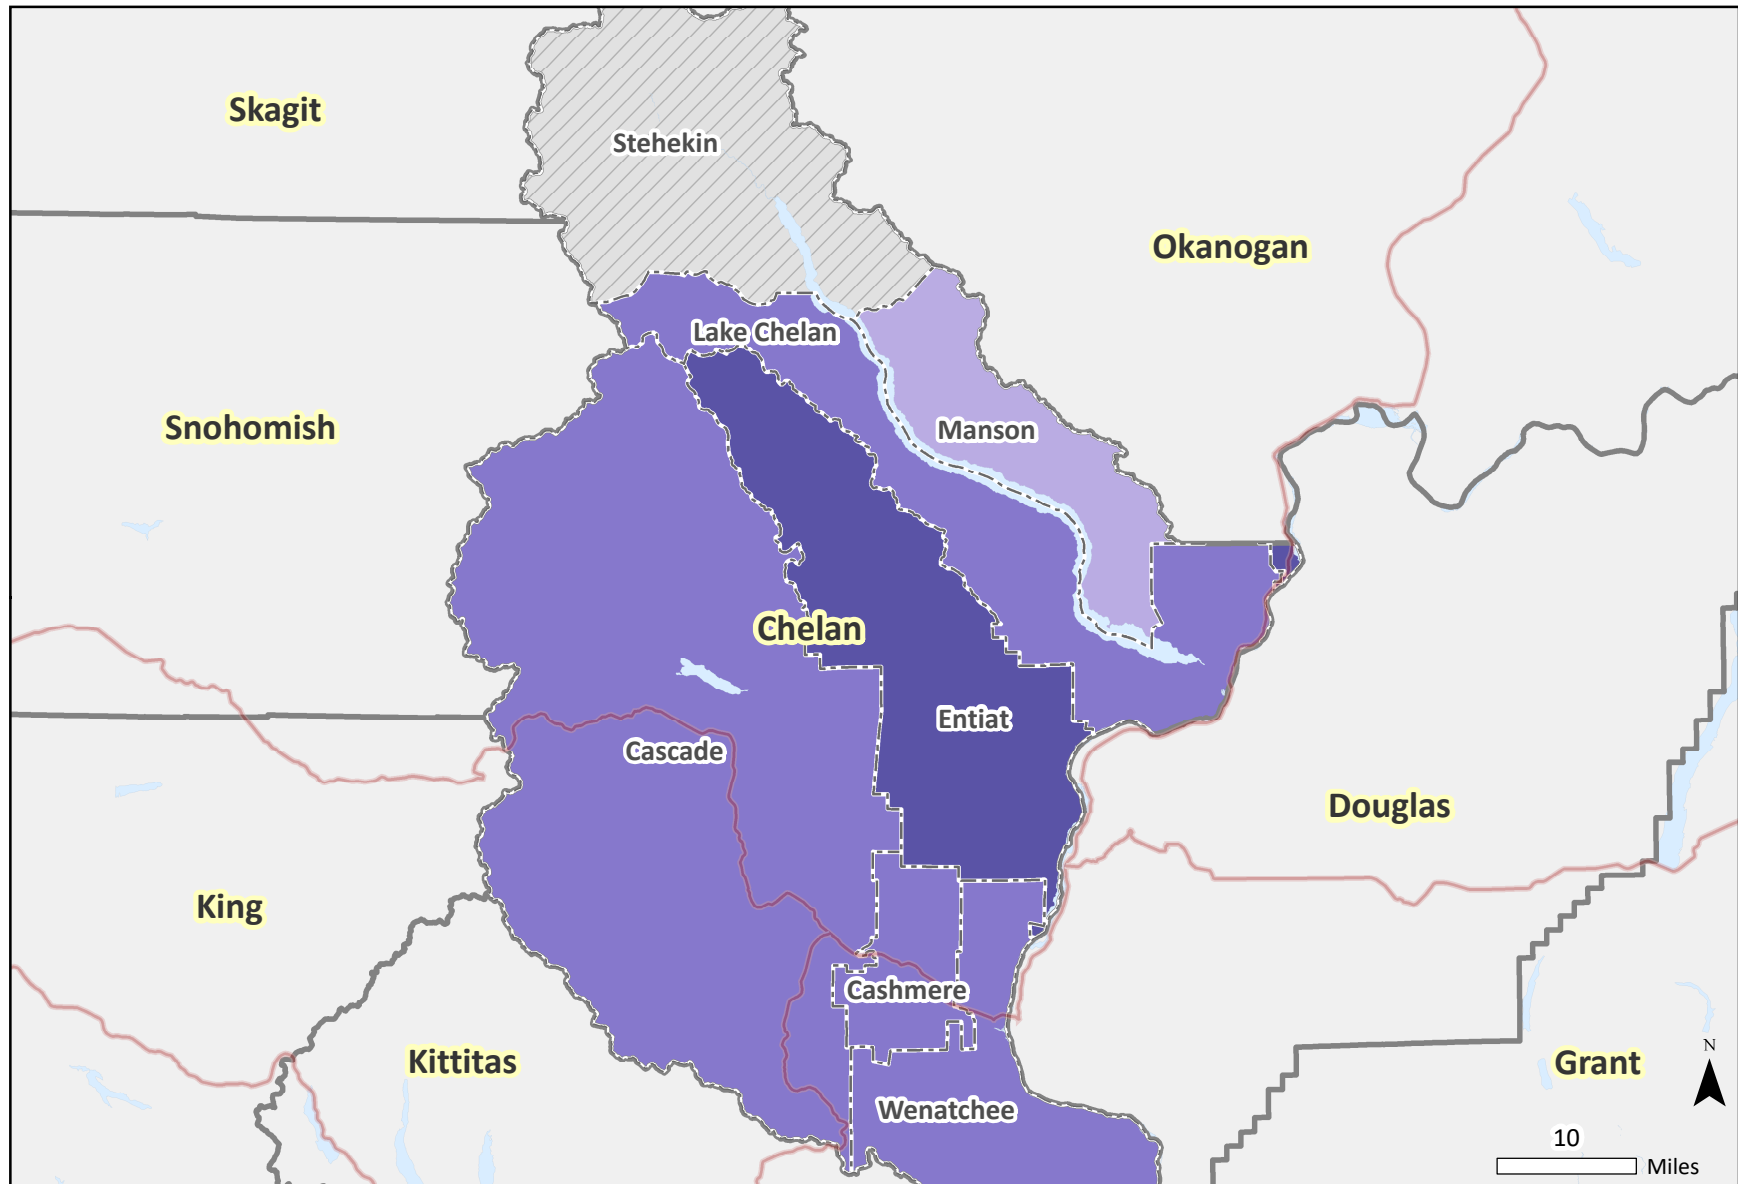 Skagit
Stehekin
Okanogan
Lake Chelan
Snohomish
Manson
Chelan
Entiat
Cascade
Douglas
King
Cashmere
Kittitas
Grant
N
Wenatchee
10
Miles